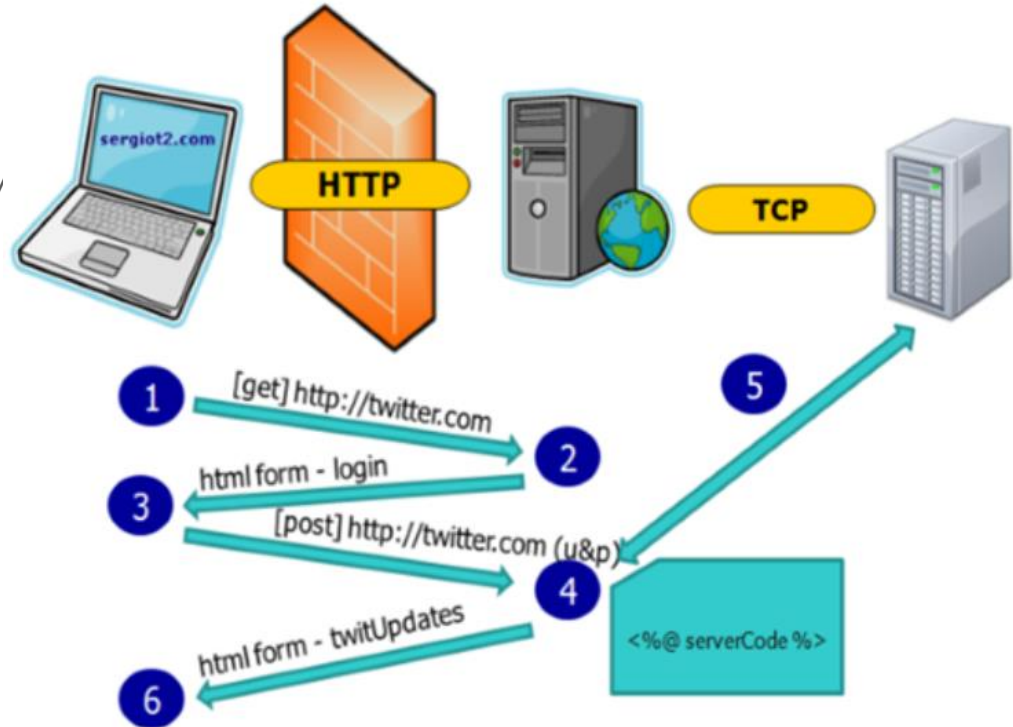 sergiot2.com
HTTP
TCP
1
[get] http://twitter.com
2
html form - login
3
[post] http://twitter.com (u&p)
4
5
<%@ serverCode %>
html form - twitUpdates
6